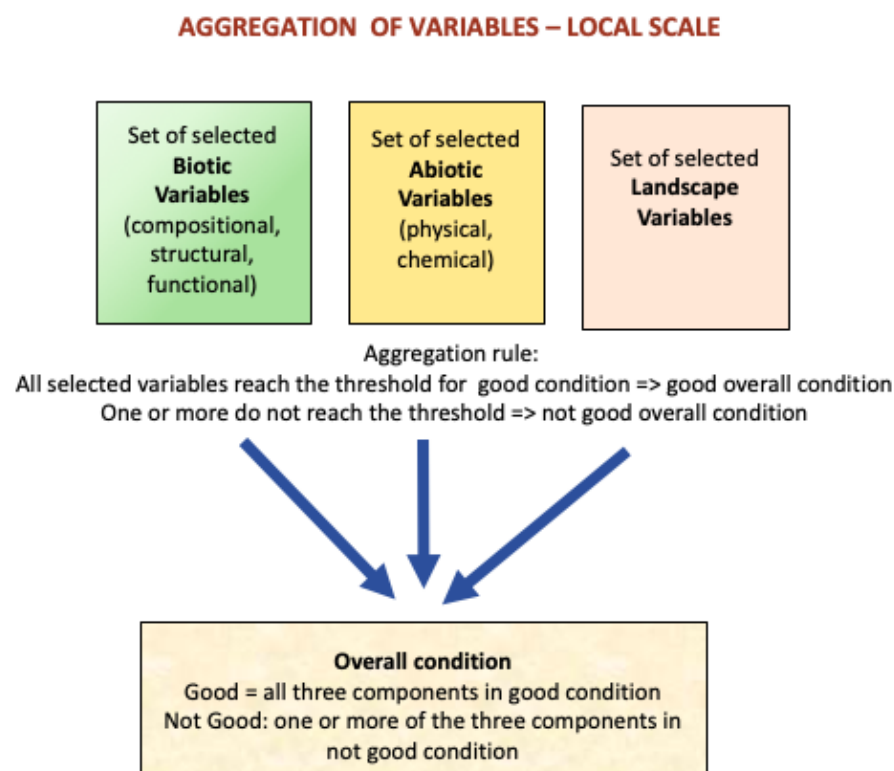 AGGREGATION OF VARIABLES – LOCAL SCALE
Set of selected
Biotic
Variables
(compositional,
structural,
functional)
Set of selected
Abiotic
Variables
(physical,
chemical)
Set of selected
Landscape
Variables
Aggregation rule:
All selected variables reach the threshold for good condition => good overall condition
One or more do not reach the threshold => not good overall condition
Overall condition
Good = all three components in good condition
Not Good: one or more of the three components in
not good condition